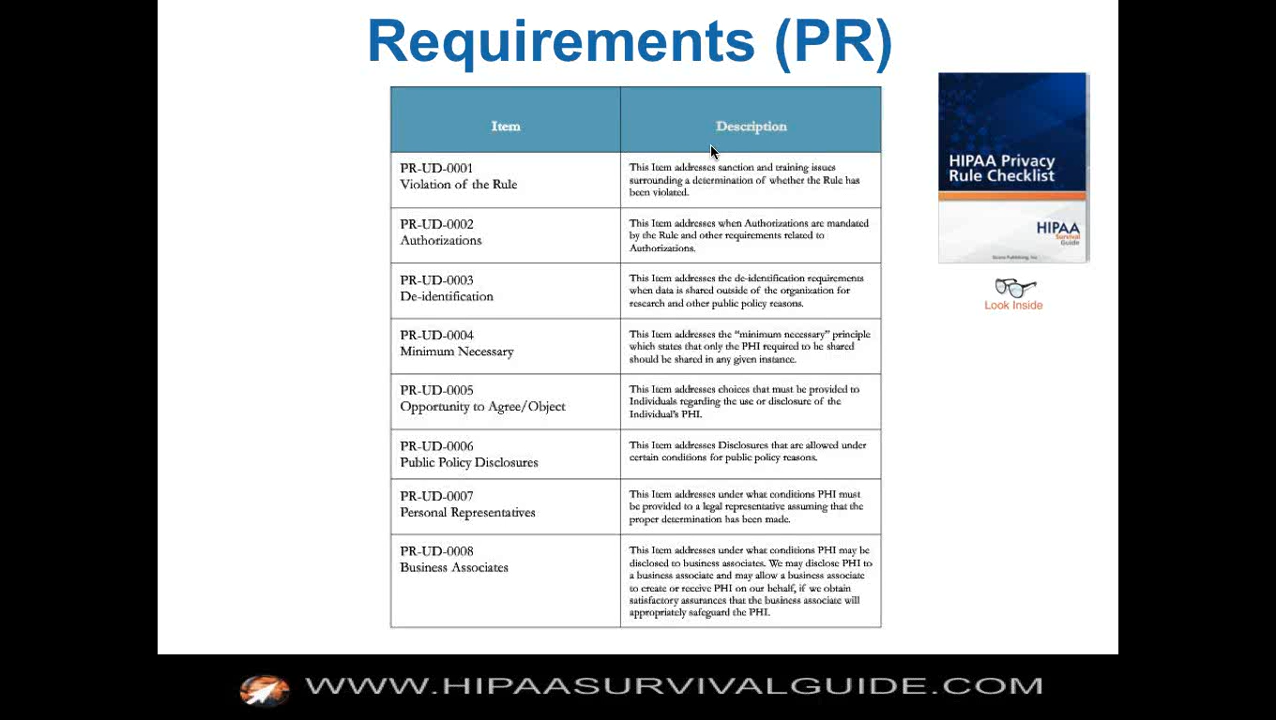 Requirements (PR)
Item
Description
PR-UD-0001
Violation of the Rule
This Item addresses sanction and training issues
surrounding a determination of whether the Rule has
been violated.
PR-UD-0002
Authorizations
This Item addresses when Authorizations are mandated
by the Rule and other requirements related to
Authorizations.
PR-UD-0003
De-identification
This Item addresses the de-identification requirements
when data is shared outside of the organization for
research and other public policy reasons.
PR-UD-0004
Minimum Necessary
This Item addresses the “minimum necessary” principle
which states that only the PHI required to be shared
should be shared in any given instance.
PR-UD-0005
Opportunity to Agree/Object
This Item addresses choices that must be provided to
Individuals regarding the use or disclosure of the
Individual's PHI.
PR-UD-0006
Public Policy Disclosures
This Item addresses Disclosures that are allowed under
certain conditions for public policy reasons.
PR-UD-0007
Personal Representatives
This Item addresses under what conditions PHI must
be provided to a legal representative assuming that the
proper determination has been made.
PR-UD-0008
Business Associates
This Item addresses under what conditions PHI may be
disclosed to business associates. We may disclose PHI to
a business associate and may allow a business associate
to create or receive PHI on our behalf, if we obtain
satisfactory assurances that the business associate will
appropriately safeguard the PHI.
HIPAA Privacy
Rule Checklist
HIPAA
Survival
Guide
Publishing, Inc
Look Inside
WWW.HIPAASURVIVALGUIDE.COM